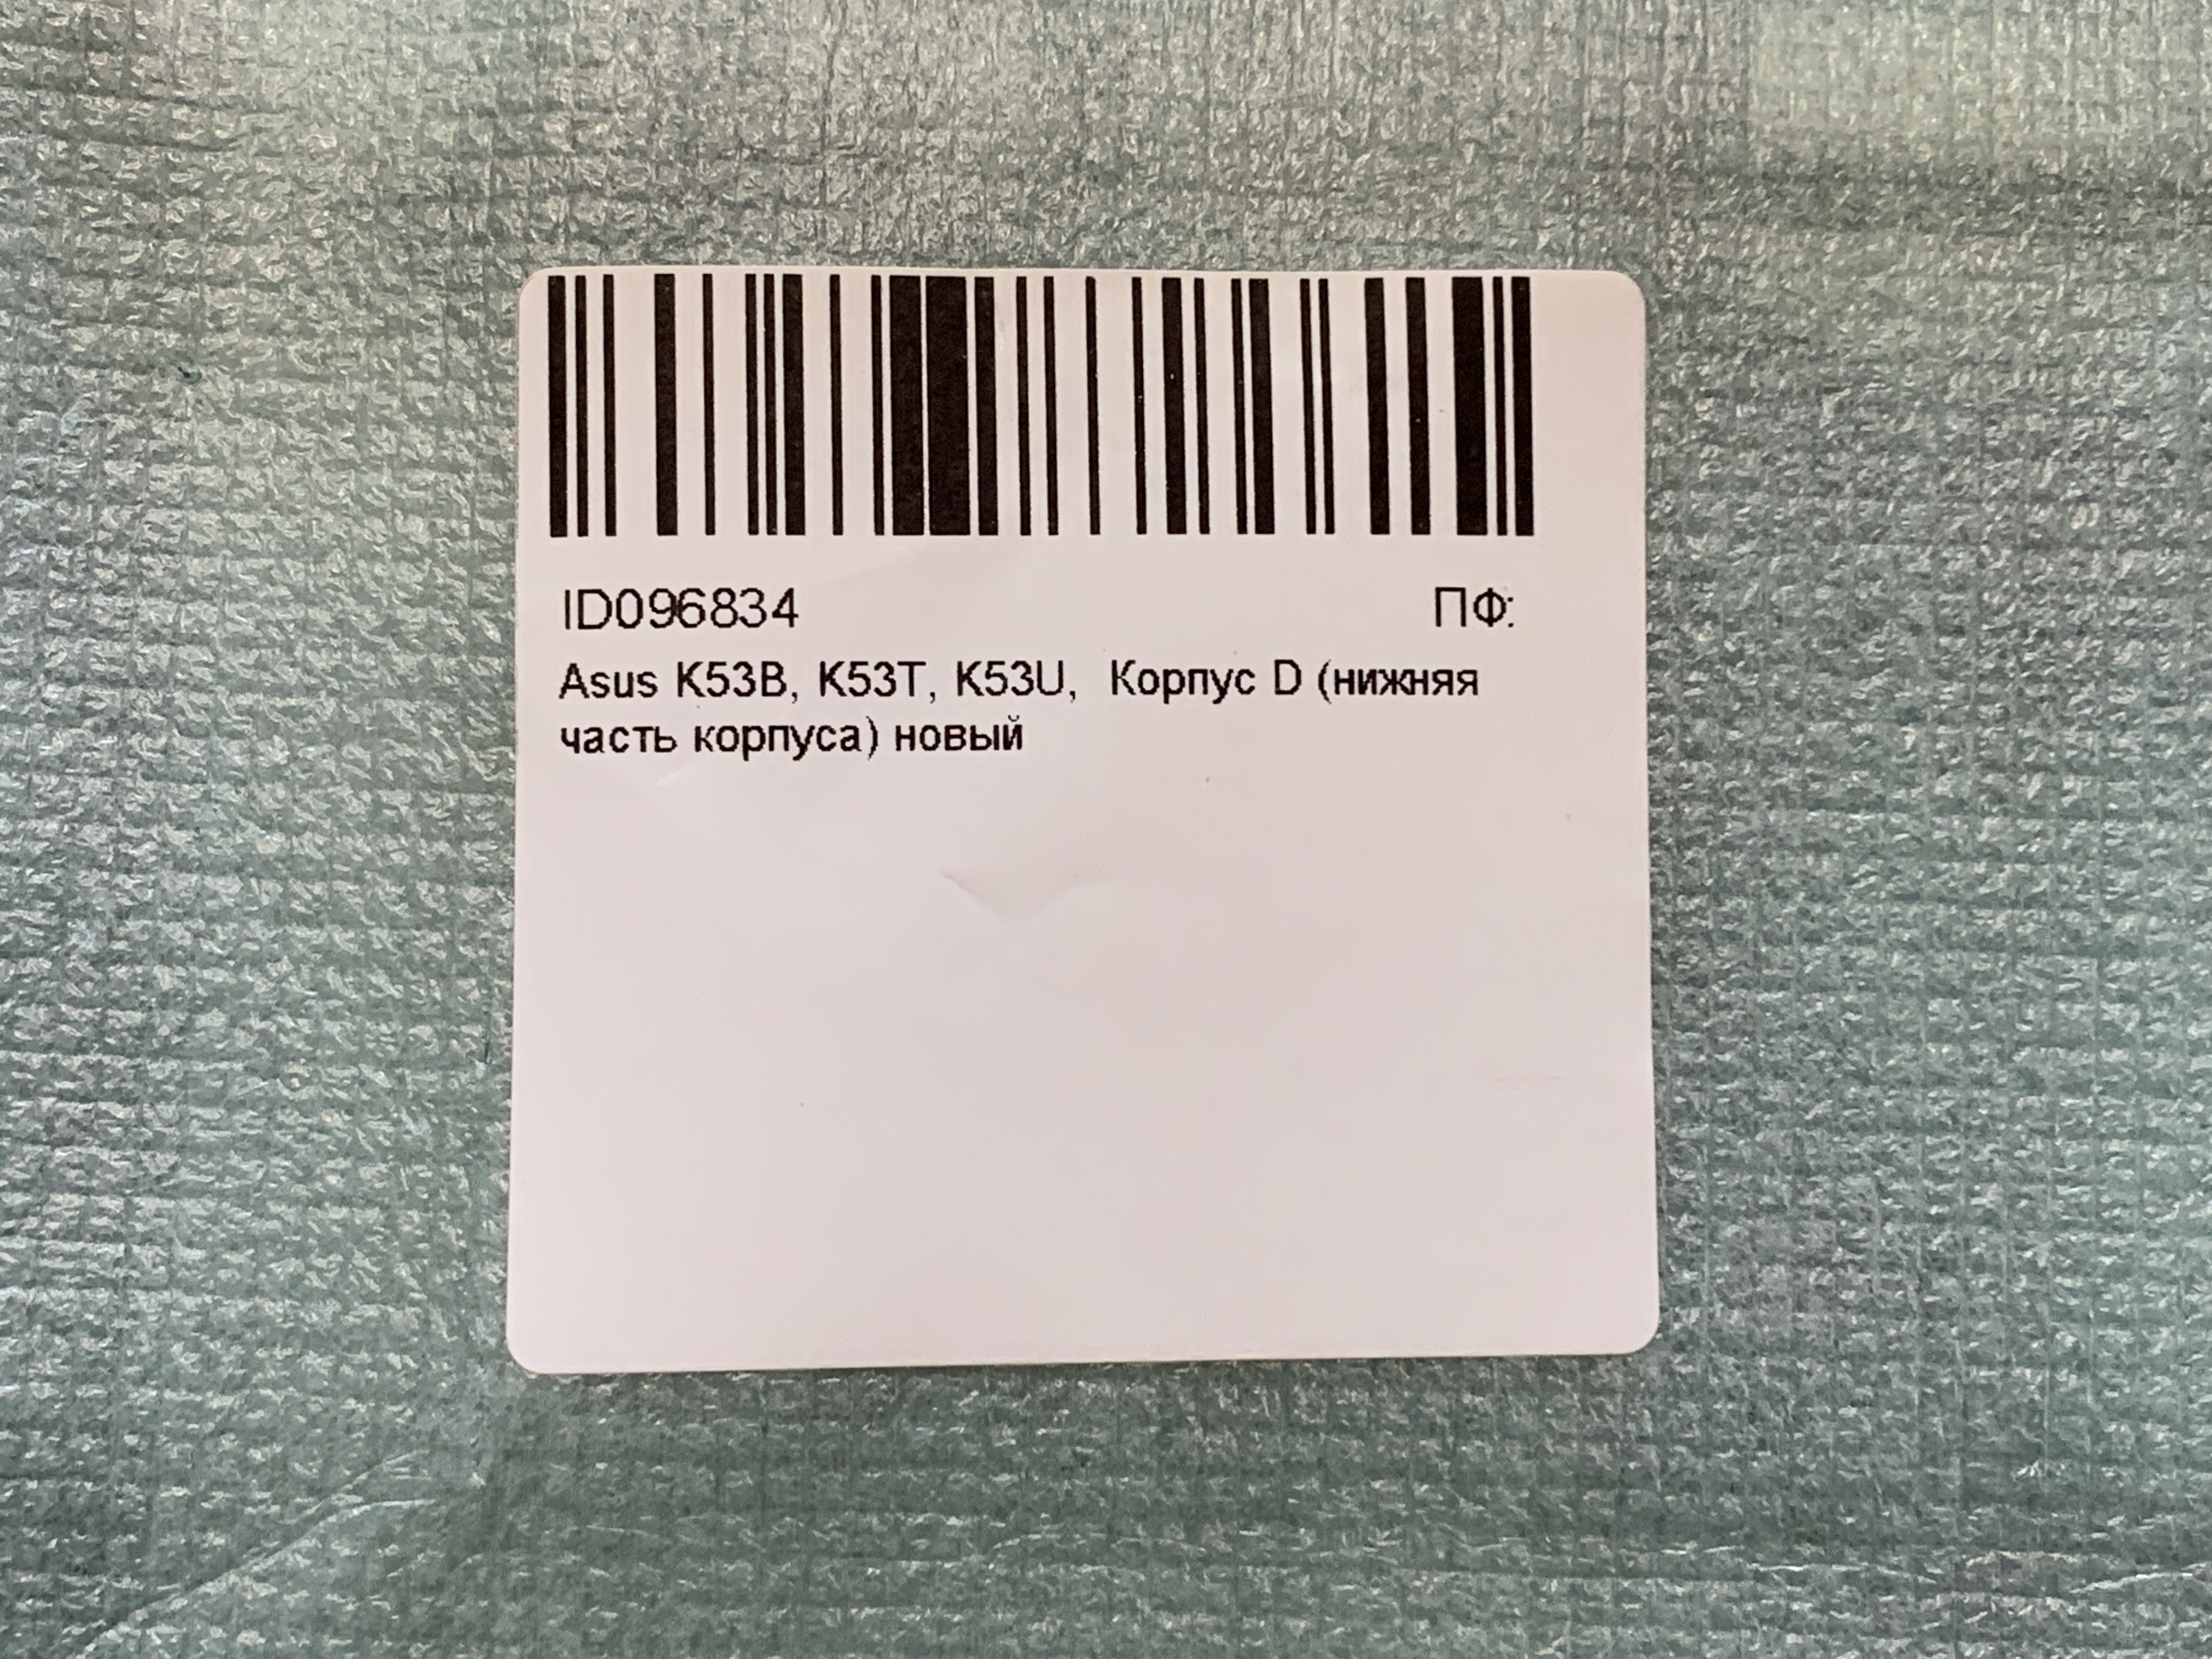 ID096834 ПФ:
Asus K53B, K53T, K53U, Корпус D (нижняя
часть корпуса) новый